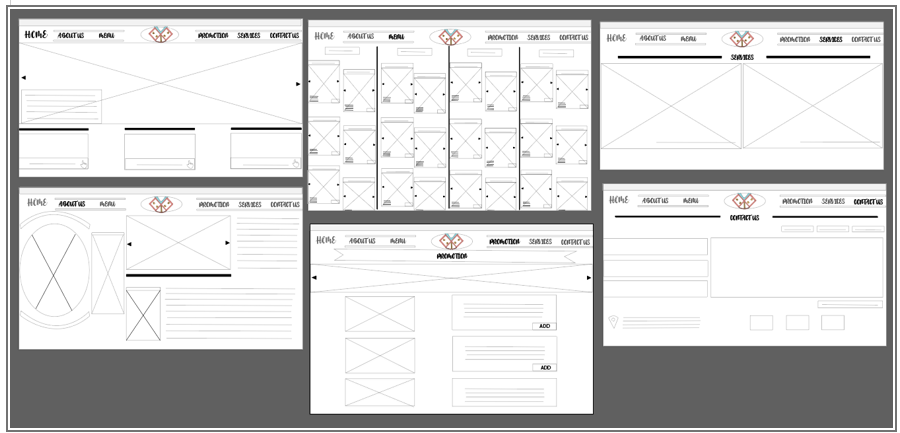 HOME ABOUT US MENU PROMOTION SERVICES CONTACT US
HOME ABOUT US MENU PROMOTION SERVICES CONTACT US
HOME ABOUT US MENU PROMOTION SERVICES CONTACT US
SERVICES
HOME ABOUT US MENU PROMOTION SERVICES CONTACT US
HOME ABOUT US MENU PROMOTION SERVICES CONTACT US
PROMOTION
ADD
ADD
HOME ABOUT US MENU PROMOTION SERVICES CONTACT US
CONTACT US